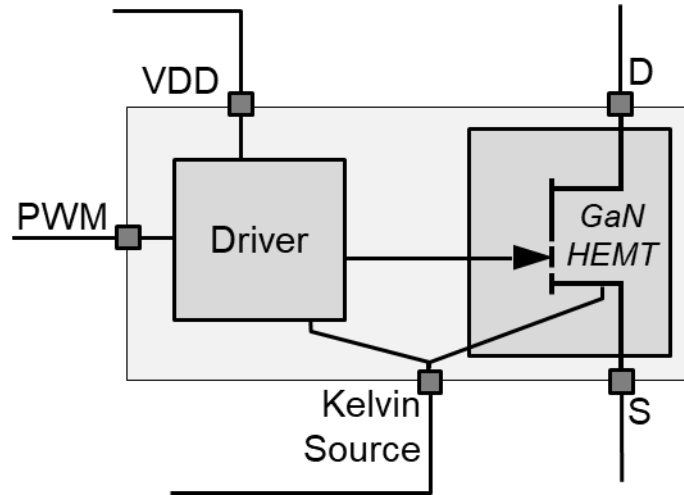 VDD
D
PWM
Driver
GaN
HEMT
Kelvin
Source
S